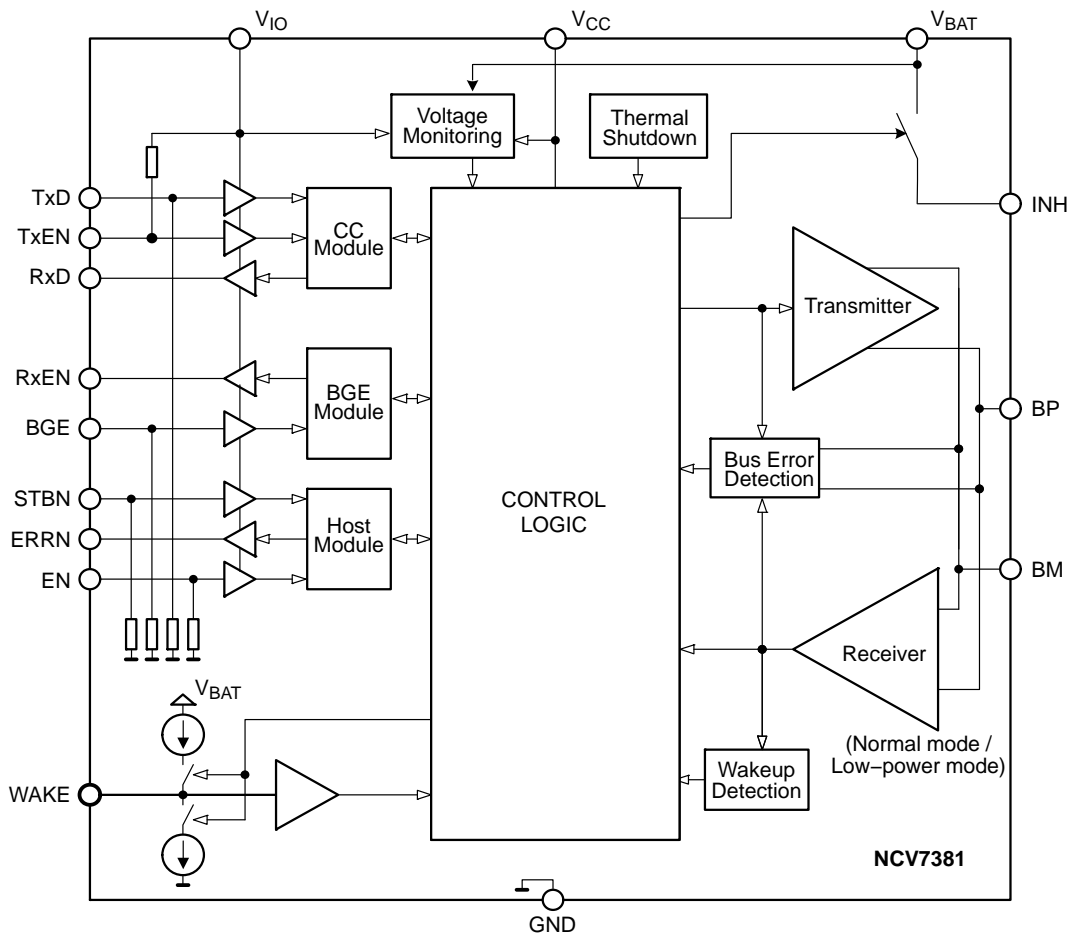 VIO
VCC
VBAT
Voltage
Monitoring
Thermal
Shutdown
TxD
TxEN
RxD
CC
Module
INH
Transmitter
RxEN
BGE
BGE
Module
BP
Bus Error
Detection
STBN
ERRN
EN
Host
Module
CONTROL
LOGIC
BM
Receiver
(Normal mode /
Low–power mode)
VBAT
WAKE
Wakeup
Detection
NCV7381
GND